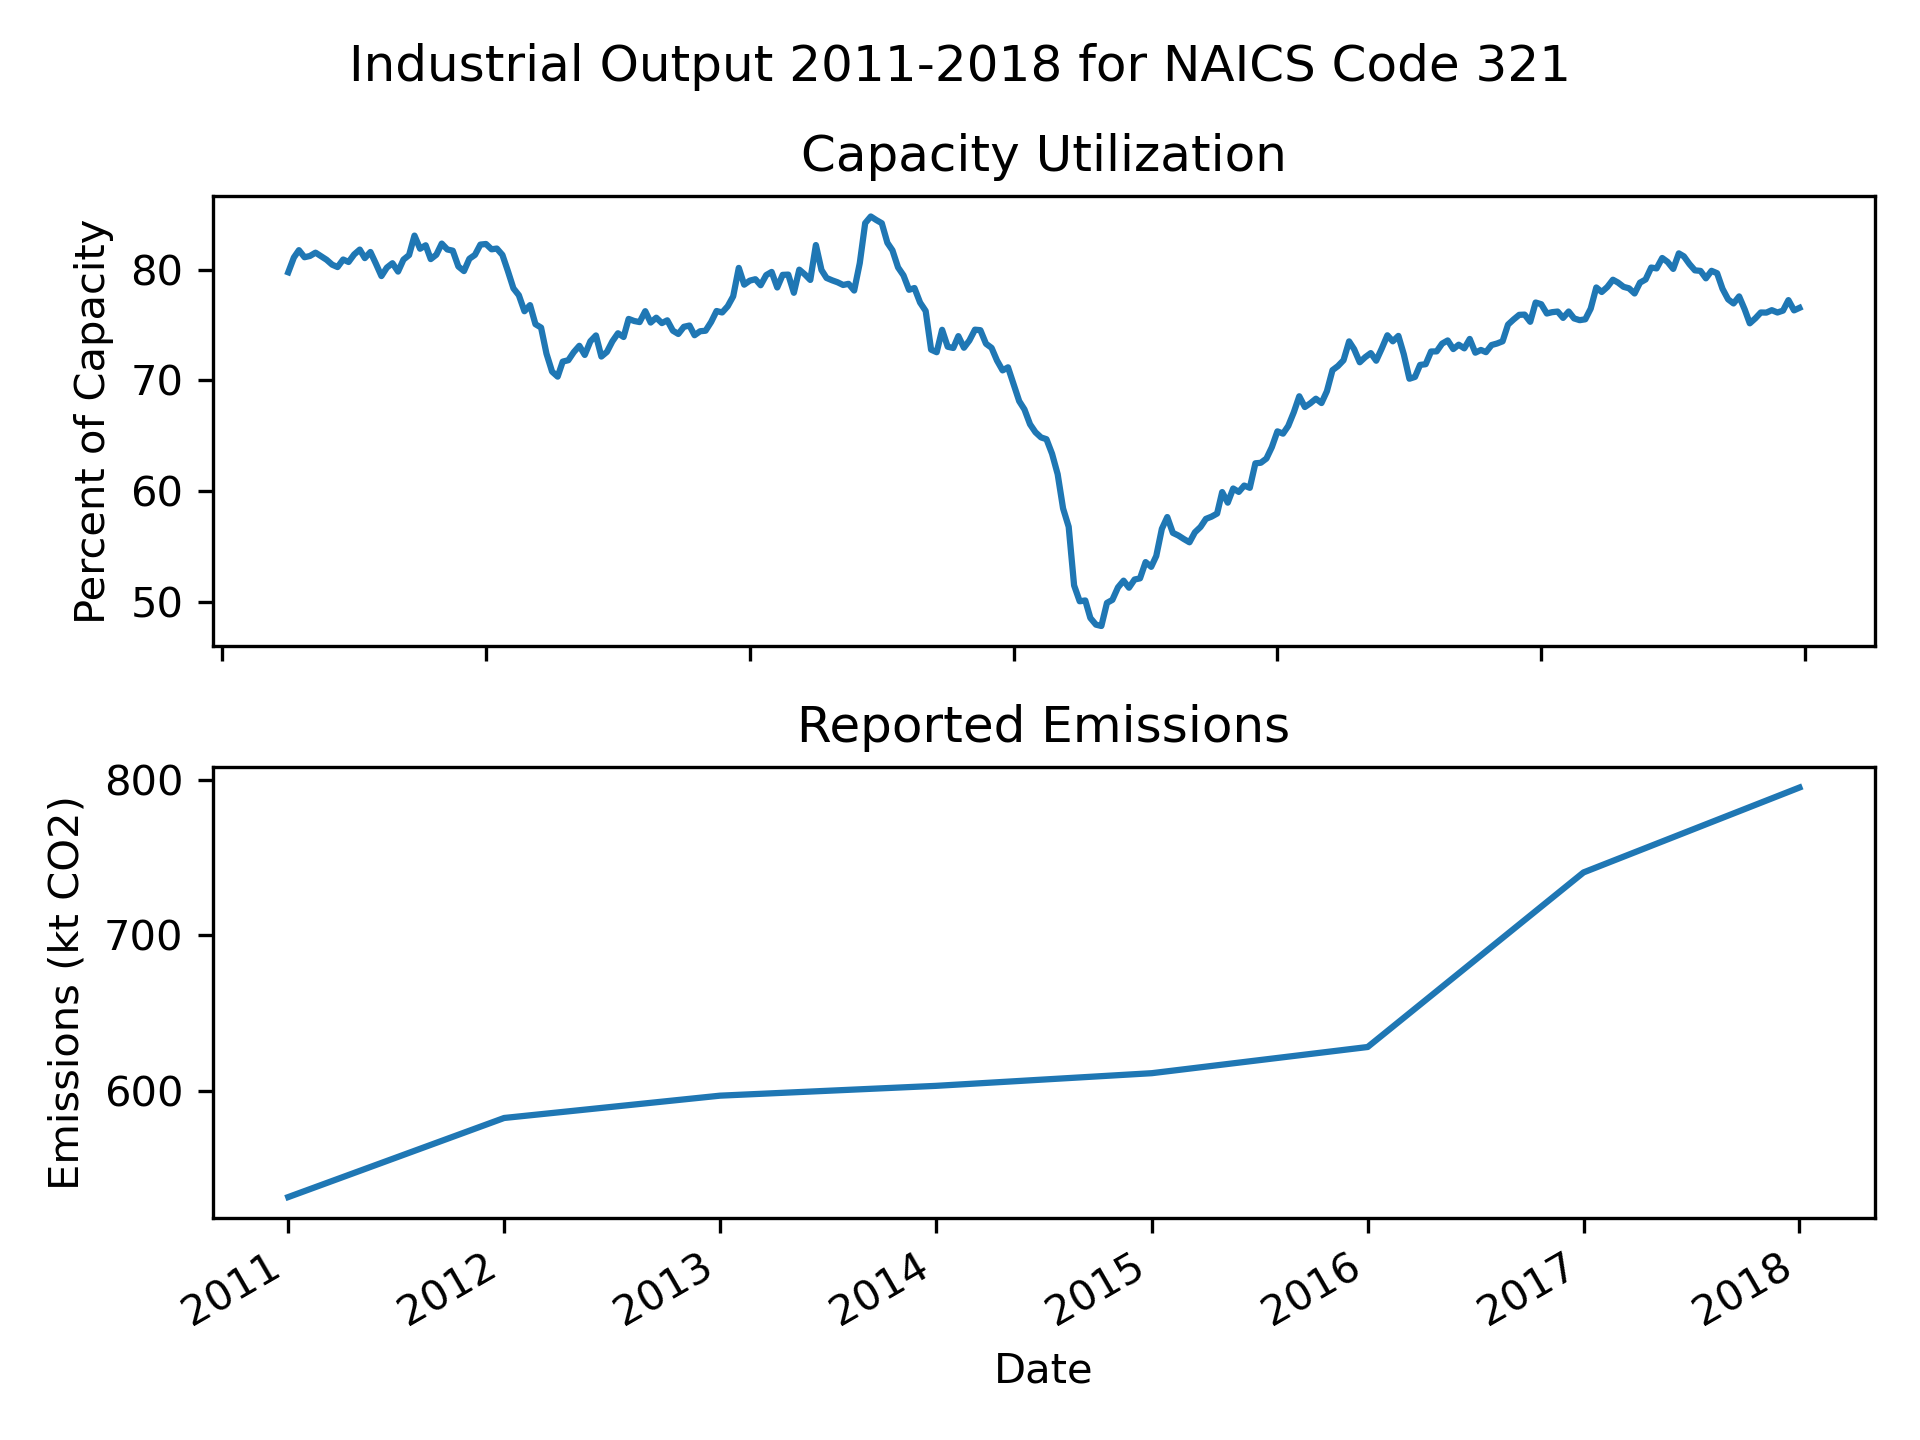 Industrial Output 2011-2018 for NAICS Code 321
Capacity Utilization
Percent of Capacity
80
70
60
50
Reported Emissions
Emissions (kt CO2)
800
700
600
2011
2012
2013
2014
2015
2016
2017
2018
Date